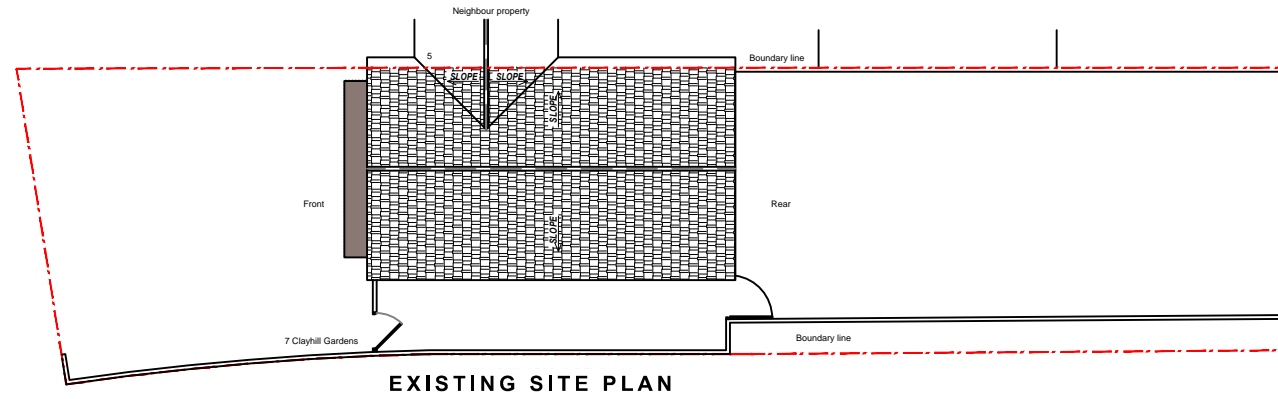 Neighbour property
5
Boundary line
SLOPE SLOPE
SLOPE
Front
Rear
SLOPE
7 Clayhill Gardens
Boundary line
EXISTING SITE PLAN